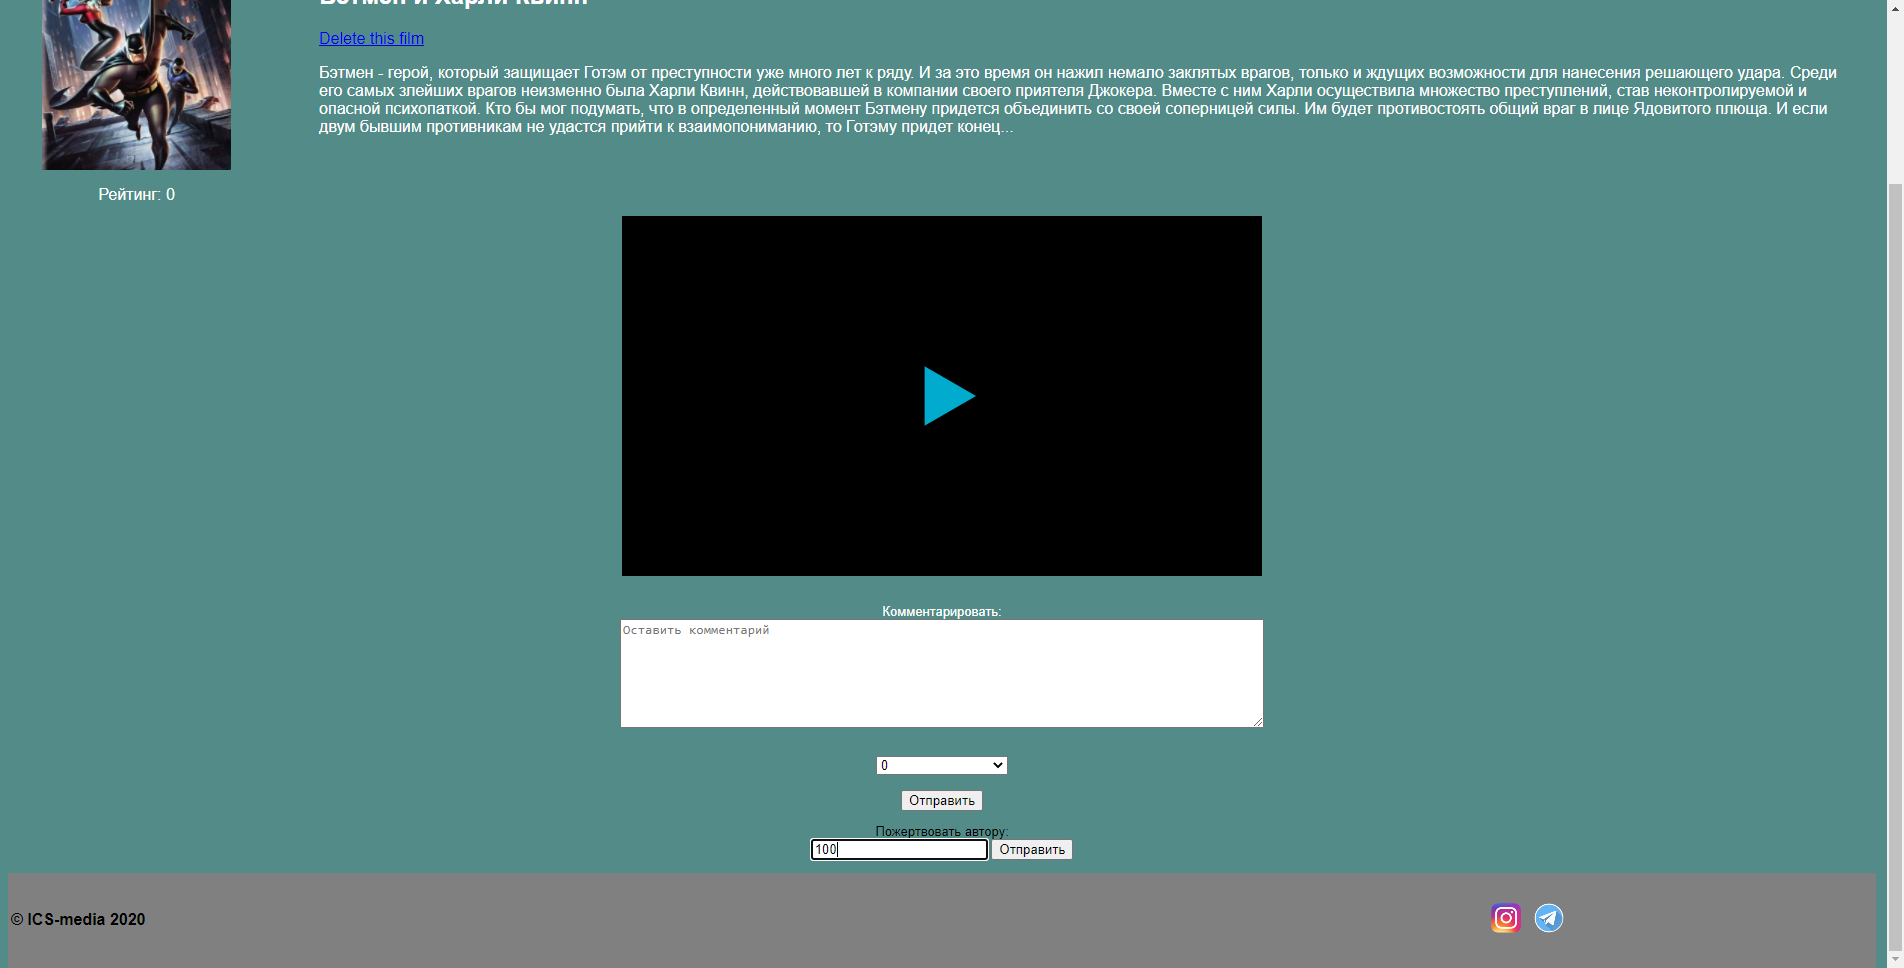 Бэтмен и Харли Квинн
Delete this film
Бэтмен - герой, который защищает Готэм от преступности уже много лет к ряду. И за это время он нажил немало заклятых врагов, только и ждущих возможности для нанесения решающего удара. Среди
его самых злейших врагов неизменно была Харли Квинн, действовавшей в компании своего приятеля Джокера. Вместе с ним Харли осуществила множество преступлений, став неконтролируемой и
опасной психопаткой. Кто бы мог подумать, что в определенный момент Бэтмену придется объединить со своей соперницей силы. Им будет противостоять общий враг в лице Ядовитого плюща. И если
двум бывшим противникам не удастся прийти к взаимопониманию, то Готэму придет конец...
Рейтинг: 0
Комментировать:
Оставить комментарий
0
Отправить
Пожертвовать автору:
100 Отправить
© ICS-media 2020